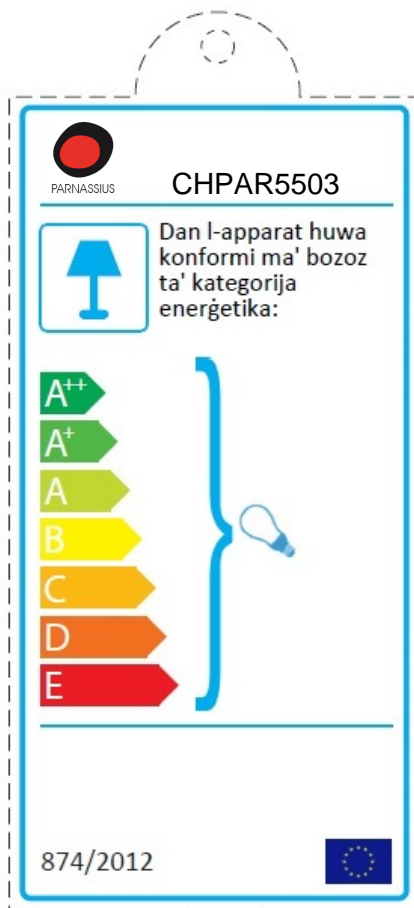 PARNASSIUS
CHPAR5503
Dan l-apparat huwa
konformi ma' bozoz
ta' kategorija
enerġetika:
A++
A+
A
B
C
D
E
874/2012